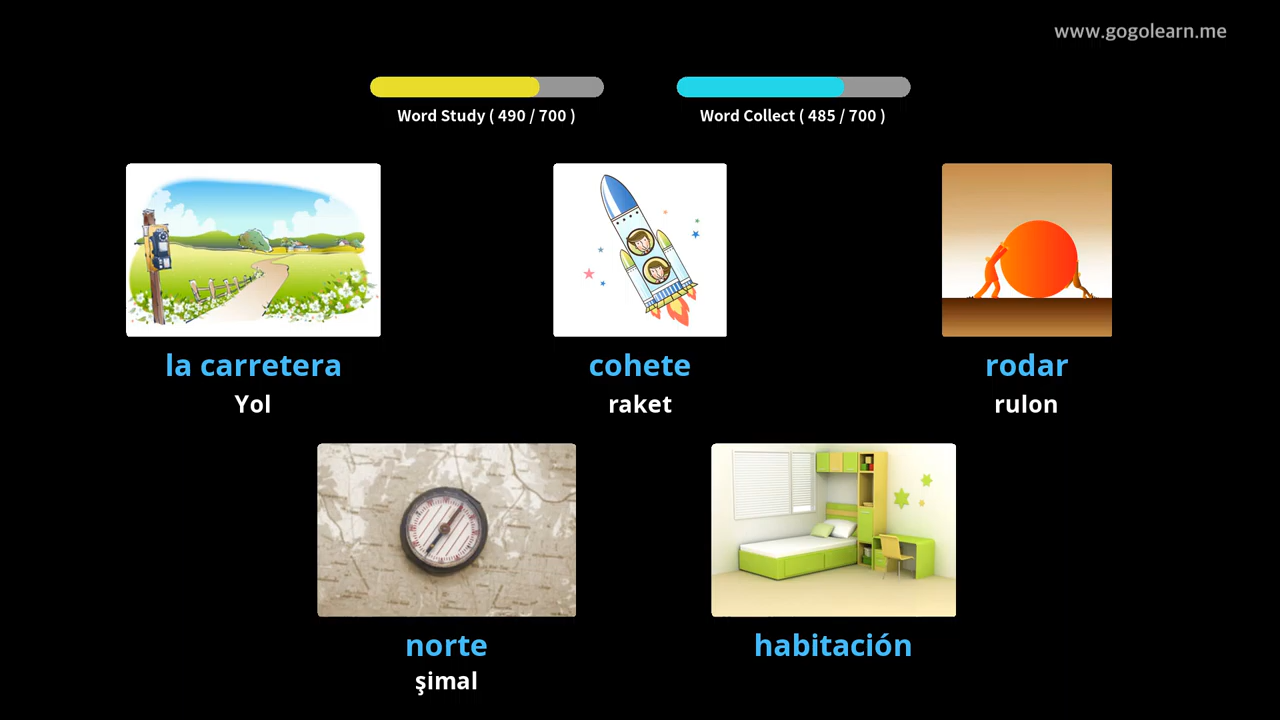 www.gogolearn.me
Word Study ( 490 / 700 )
Word Collect ( 485 / 700 )
la carretera
Yol
cohete
raket
rodar
rulon
norte
şimal
habitación